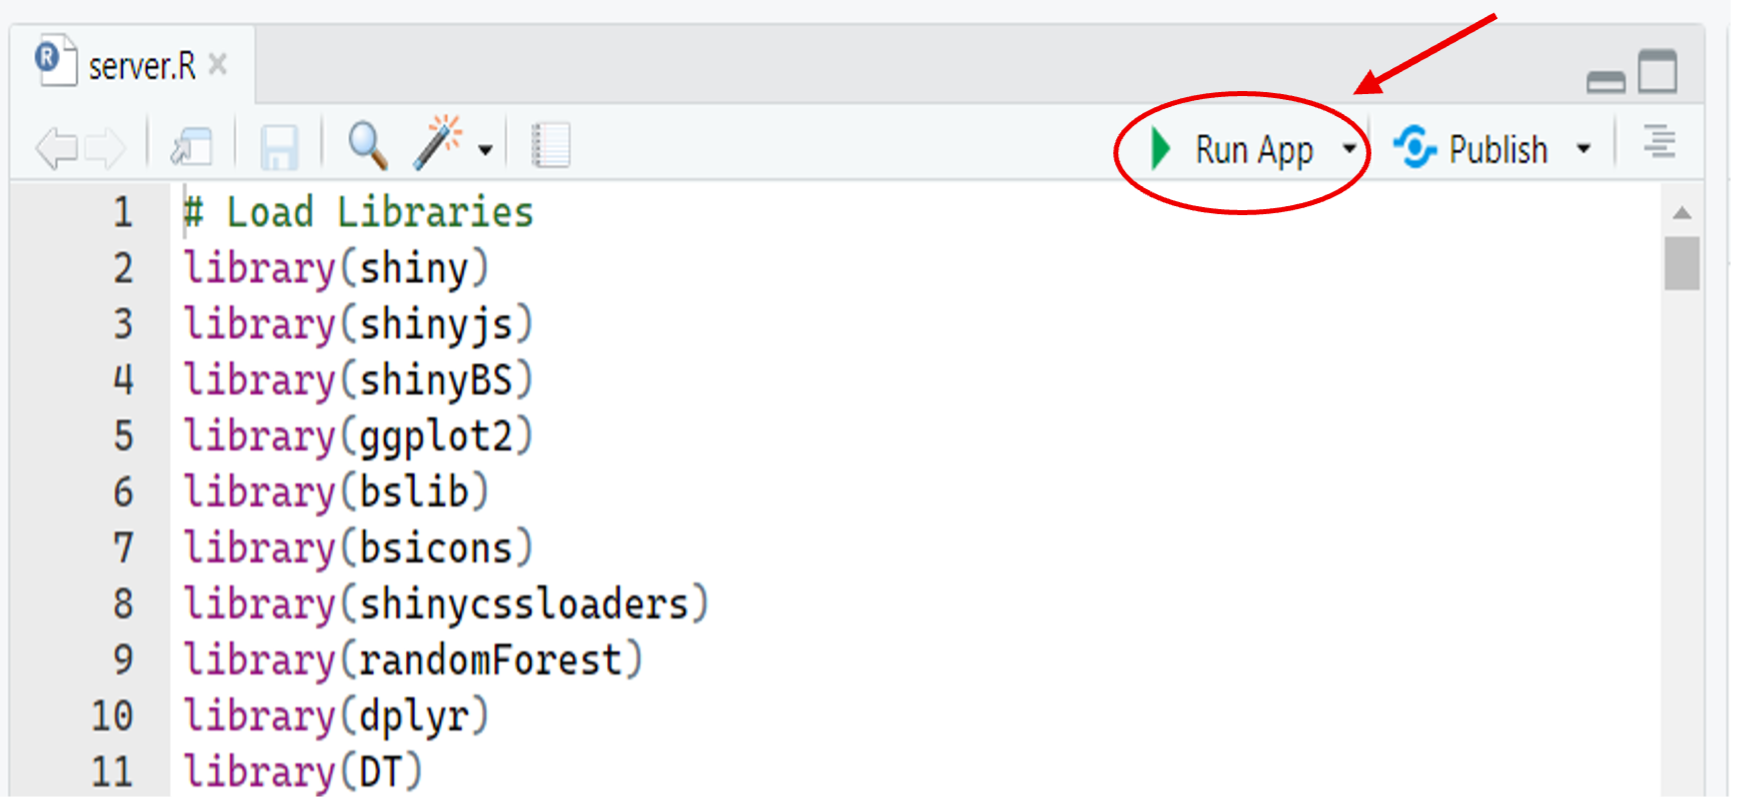 R server.R ×
Run App Publish
1 # Load Libraries
2 library(shiny)
3 library(shinyjs)
4 library(shinyBS)
5 library(ggplot2)
6 library(bslib)
7 library(bsicons)
8 library(shinycssloaders)
9 library(randomForest)
10 library(dplyr)
11 library(DT)